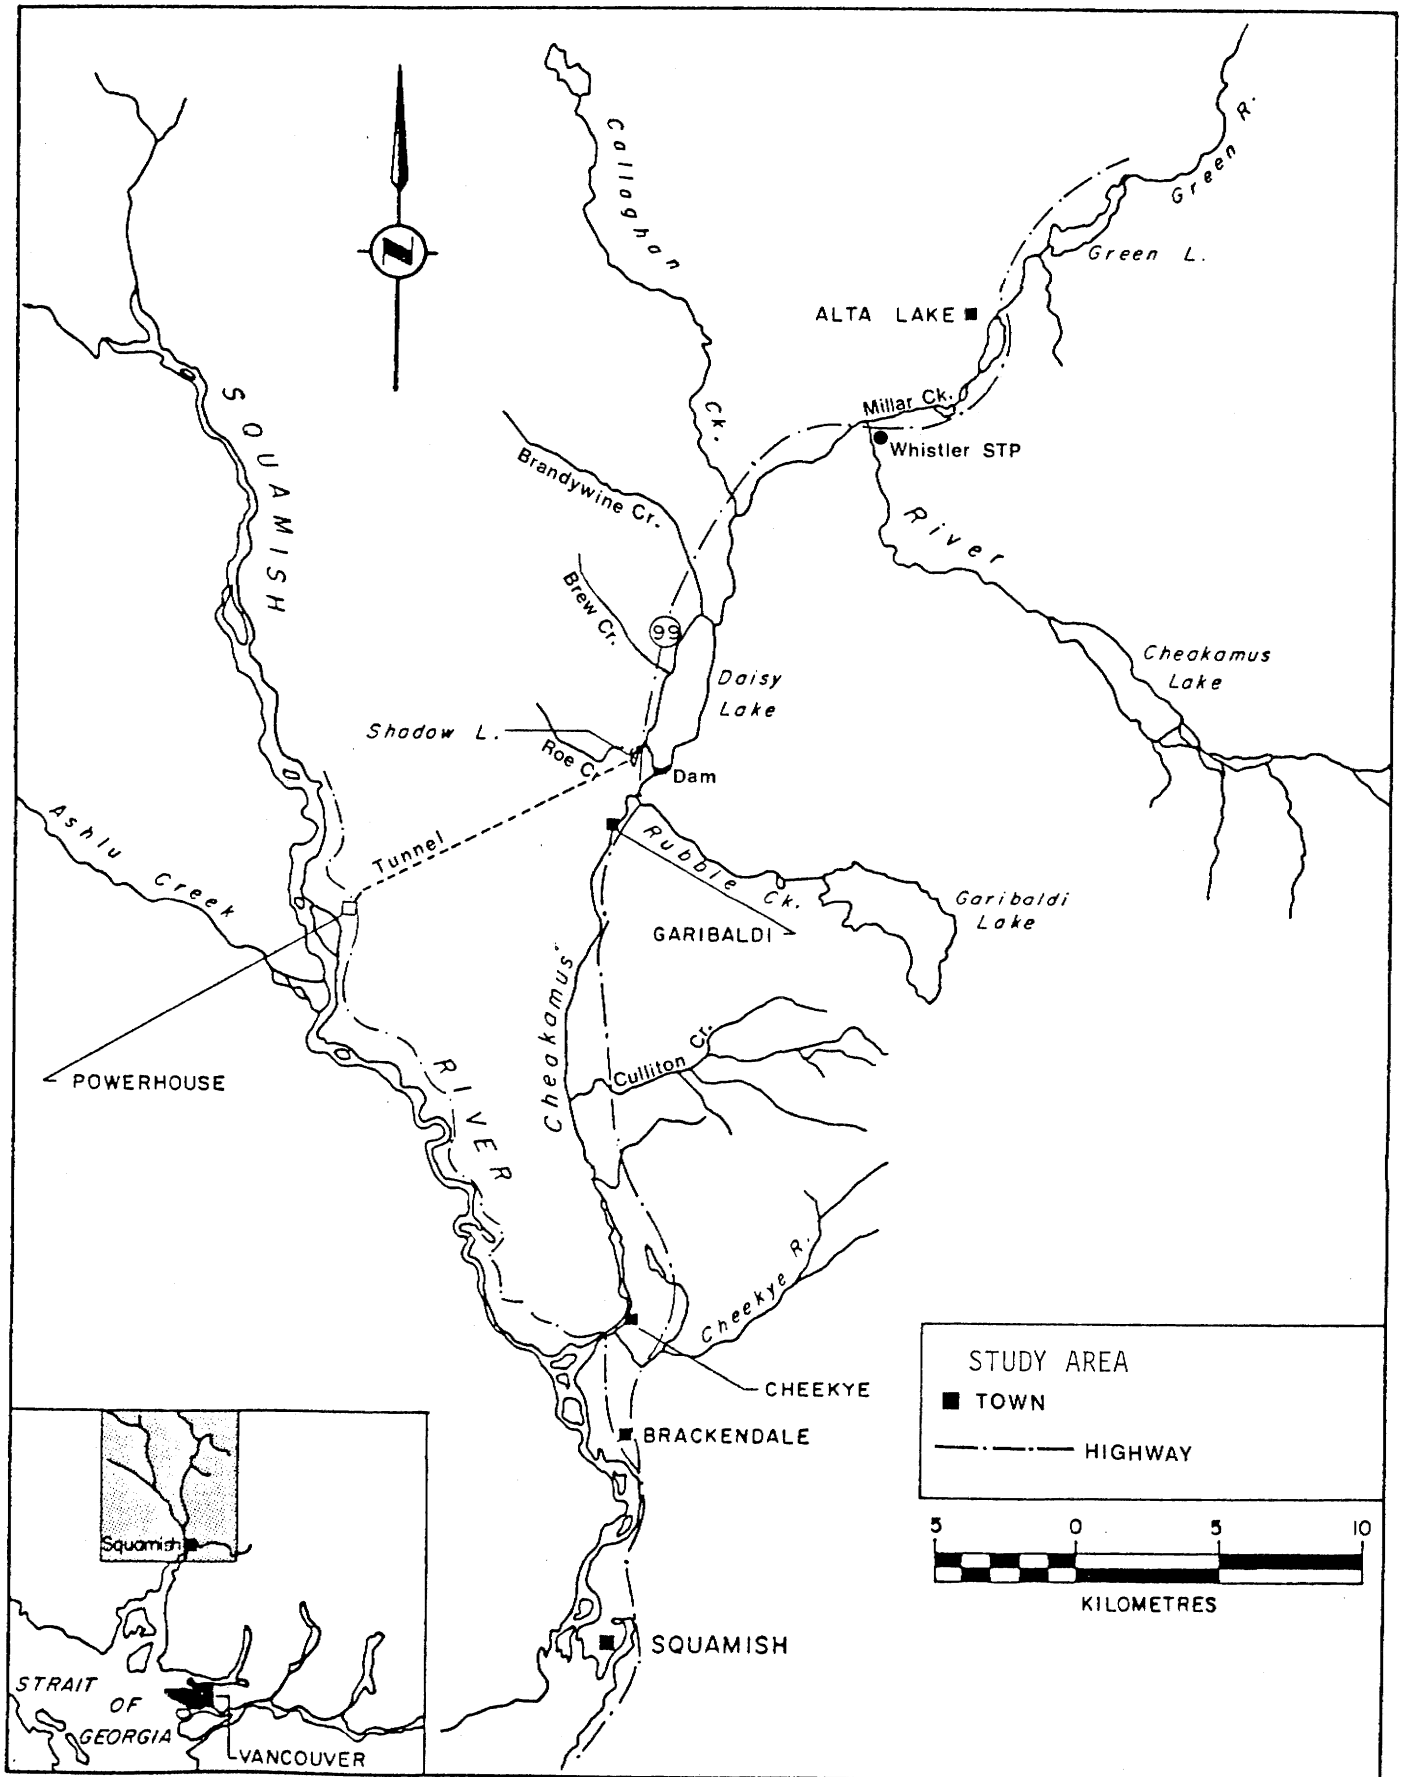 Callaghan
Ck.
Green R.
Green L.
ALTA LAKE
N
SQUAMISH
RIVER
Millar Ck.
Whistler STP
Brandywine Cr.
River
Brew Cr.
99
Cheakamus
Lake
Daisy
Lake
Shadow L.
Roe C.
Dam
Tunnel
Ashlu Creek
Rubble Ck.
Garibaldi
Lake
GARIBALDI
Cheakamus
Culliton Cr.
POWERHOUSE
Cheekye R.
CHEEKYE
BRACKENDALE
SQUAMISH
STUDY AREA
TOWN
HIGHWAY
5 0 5 10
KILOMETRES
Squamish
STRAIT
OF
GEORGIA
VANCOUVER